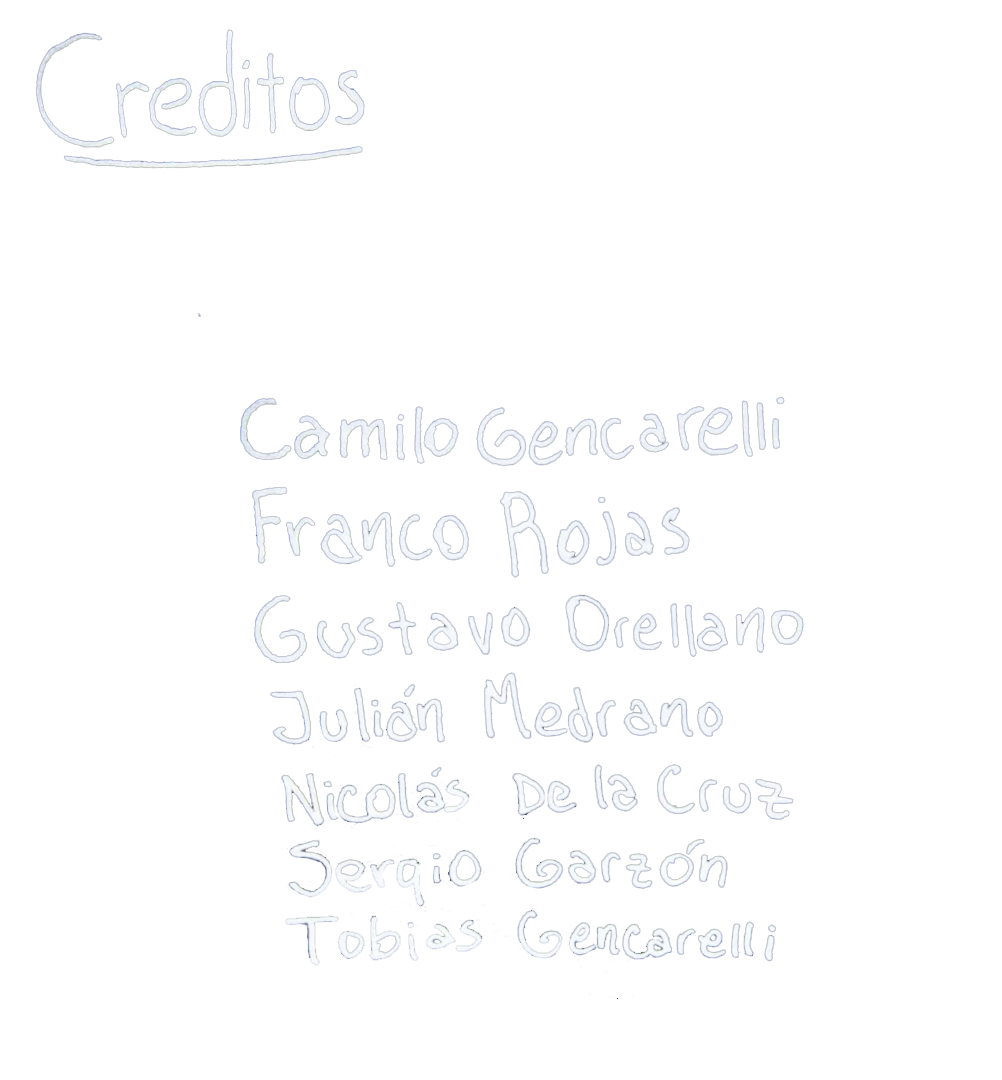 Creditos
Camilo Gencarelli
Franco Rojas
Gustavo Orellano
Julián Medrano
Nicolás De la Cruz
Sergio Garzón
Tobias Gencarelli